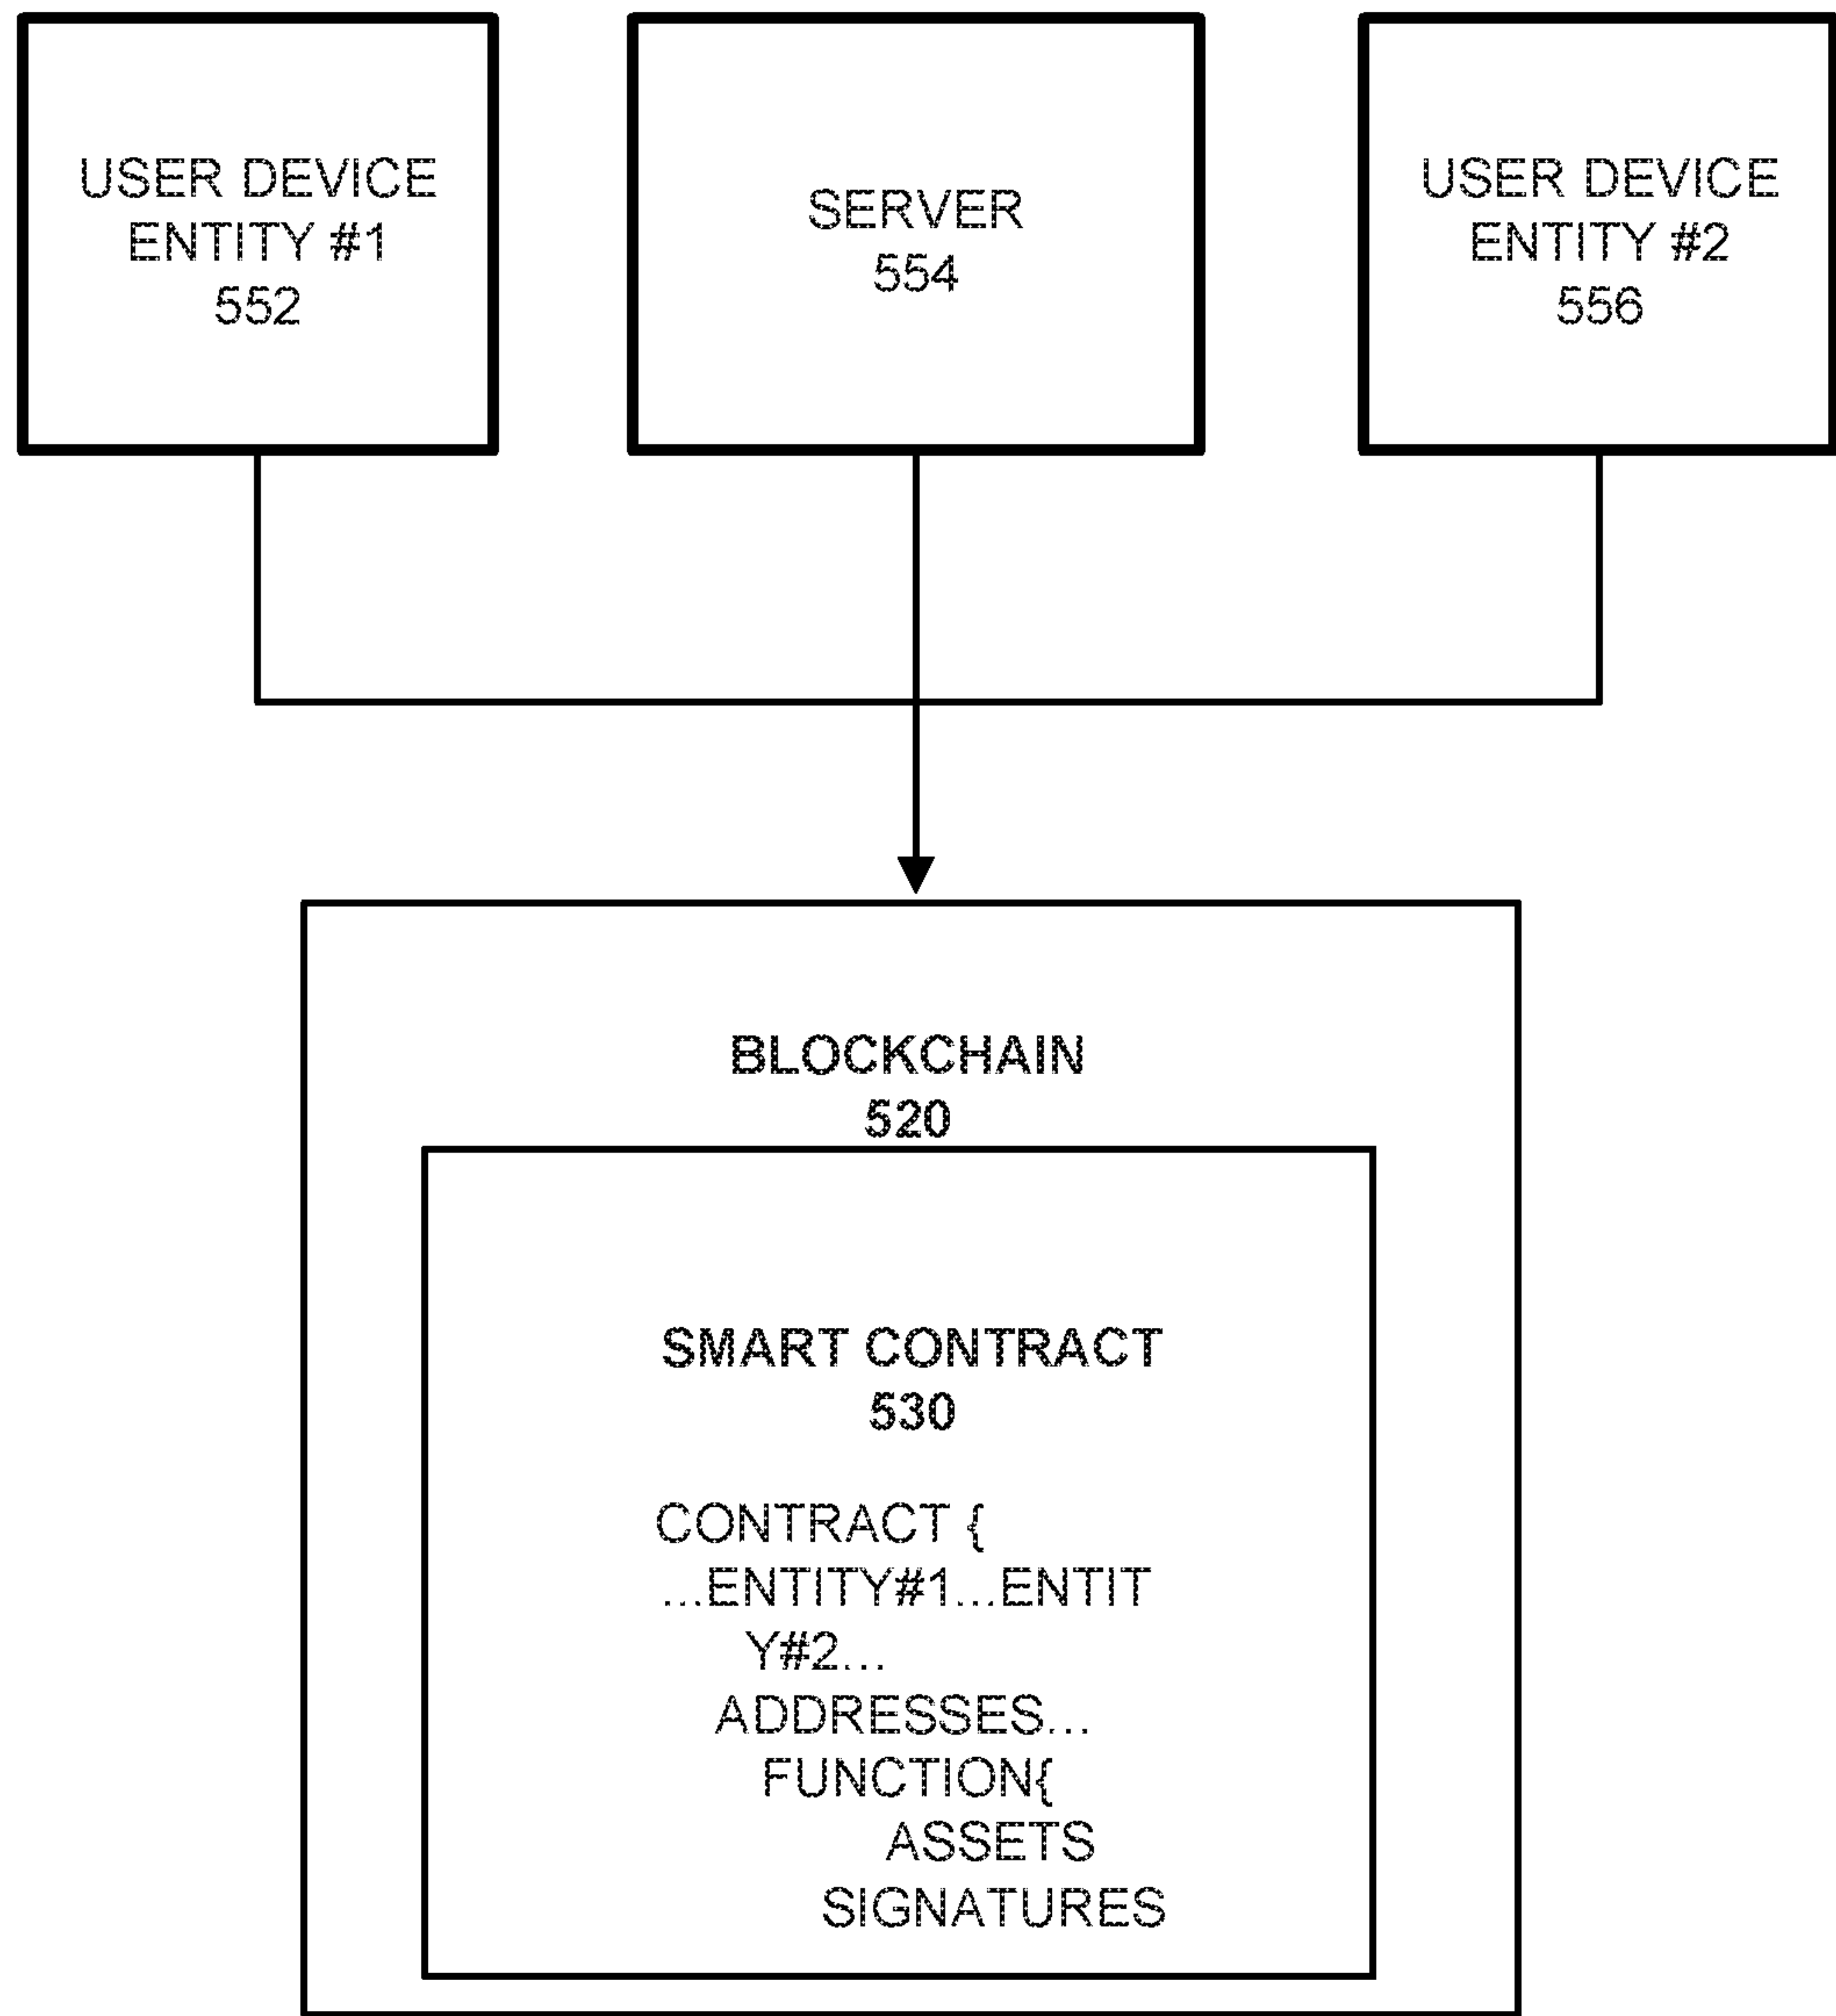 USER DEVICE
ENTITY #1
552
SERVER
554
USER DEVICE
ENTITY #2
556
BLOCKCHAIN
520
SMART CONTRACT
530
CONTRACT {
...ENTITY#1...ENTIT
Y#2...
ADDRESSES...
FUNCTION{
ASSETS
SIGNATURES